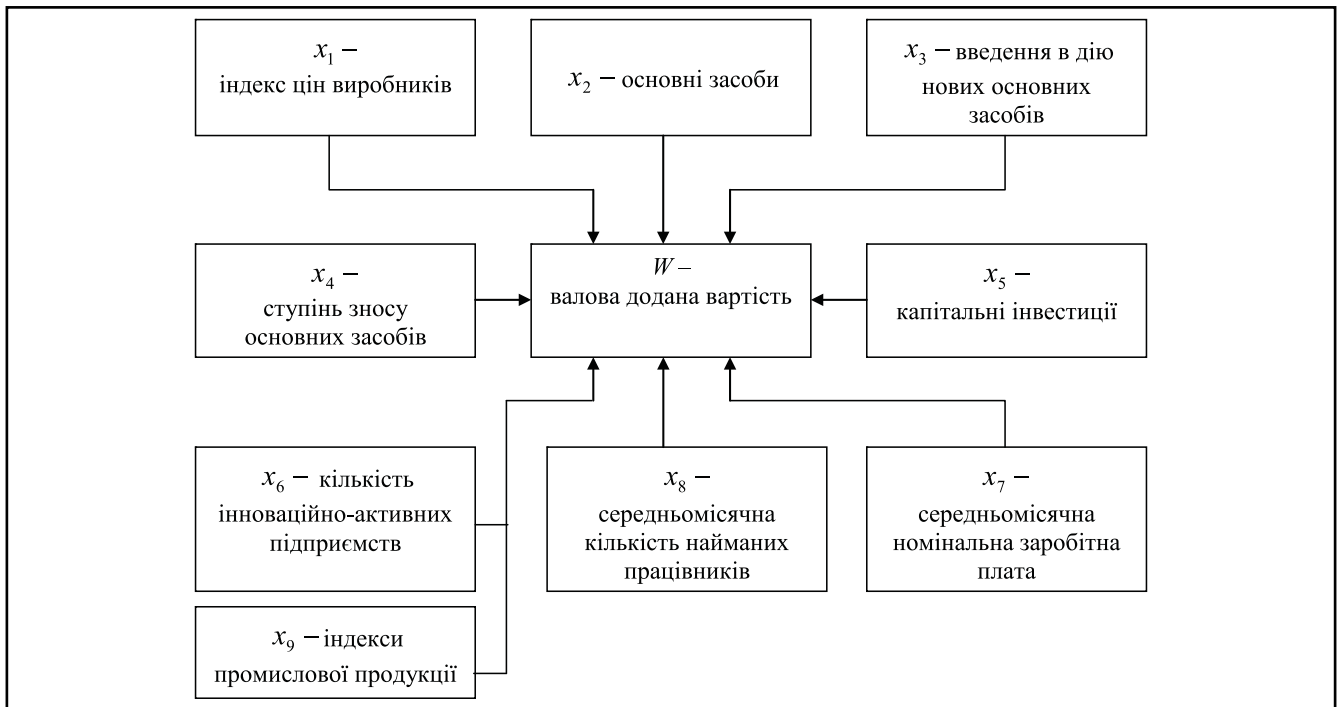 x₁ –
індекс цін виробників
x₂ – основні засоби
x₃ – введення в дію
нових основних
засобів
x₄ –
ступінь зносу
основних засобів
W –
валова додана вартість
x₅ –
капітальні інвестиції
x₆ – кількість
інноваційно-активних
підприємств
x₈ –
середньомісячна
кількість найманих
працівників
x₇ –
середньомісячна
номінальна заробітна
плата
x₉ – індекси
промислової продукції